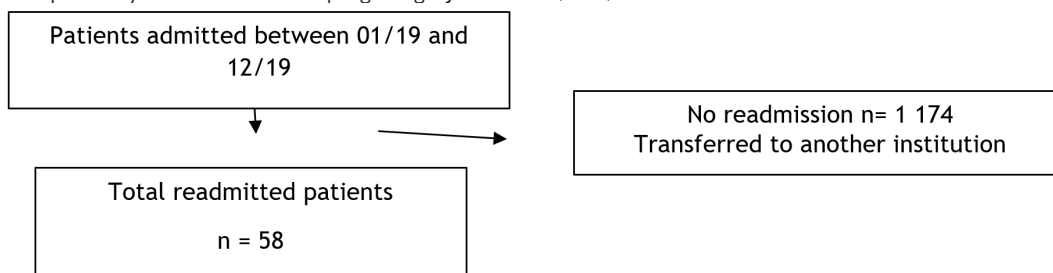 Patients admitted between 01/19 and
12/19
No readmission n= 1 174
Transferred to another institution
Total readmitted patients
n = 58